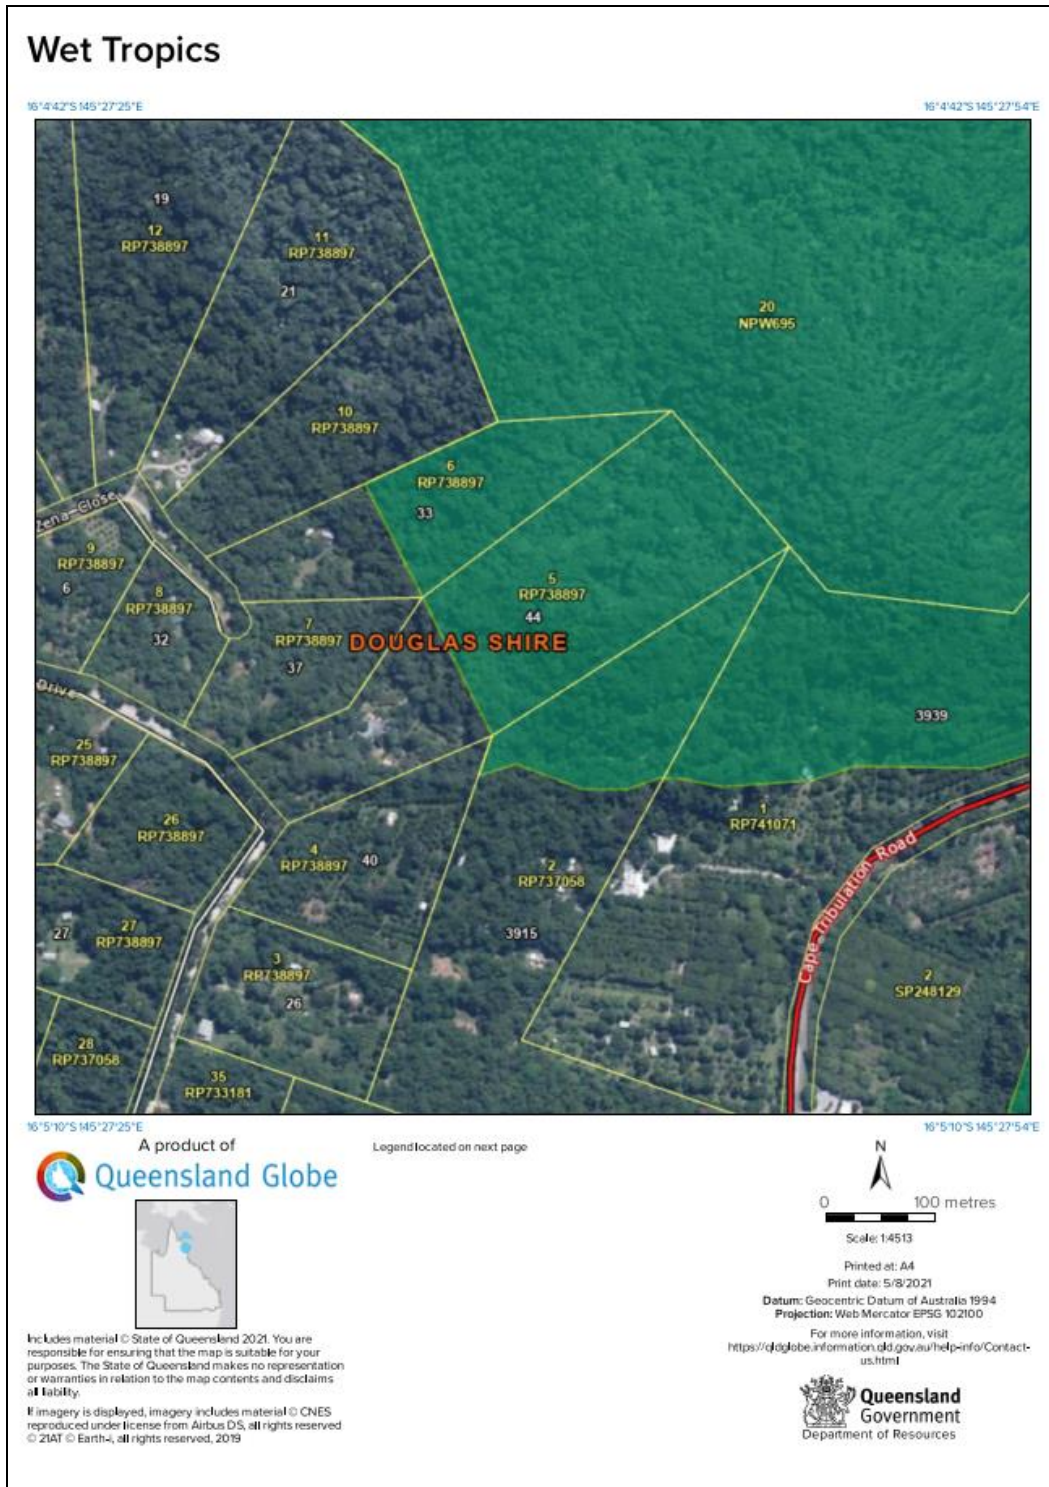 Wet Tropics
16°4'42"S 145°27'25"E
16°4'42"S 145°27'54"E
19
12
RP738897
11
RP738897
21
20
NPW695
10
RP738897
6
RP738897
33
Zena Close
9
RP738897
6
8
RP738897
32
5
RP738897
44
7
RP738897
37
DOUGLAS SHIRE
Drive
3939
25
RP738897
26
RP738897
1
RP741071
4
RP738897
40
2
RP737058
Cape Tribulation Road
27
27
RP738897
3915
3
RP738897
26
2
SP248129
28
RP737058
35
RP733181
16°5'10"S 145°27'25"E
16°5'10"S 145°27'54"E
A product of
Queensland Globe
Legend located on next page
N
0 100 metres
Scale: 1:4513
Printed at: A4
Print date: 5/8/2021
Datum: Geocentric Datum of Australia 1994
Projection: Web Mercator EPSG 102100
For more information, visit
https://qldglobe.information.qld.gov.au/help-info/Contact-
us.html
Includes material © State of Queensland 2021. You are
responsible for ensuring that the map is suitable for your
purposes. The State of Queensland makes no representation
or warranties in relation to the map contents and disclaims
all liability.
If imagery is displayed, imagery includes material © CNES
reproduced under license from Airbus DS, all rights reserved
© 21AT © Earth-i, all rights reserved, 2019
Queensland
Government
Department of Resources